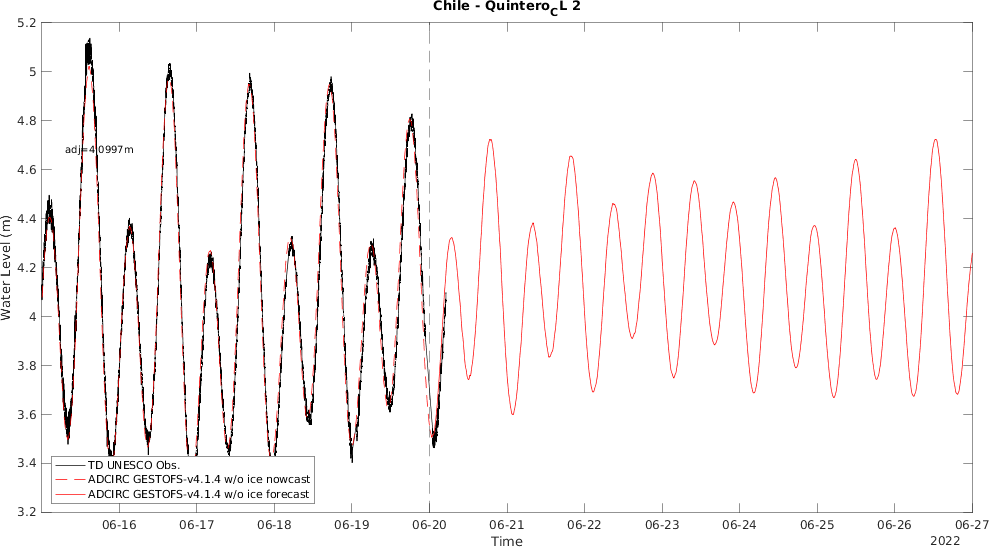 Chile - Quintero_CL 2
5.2
5
4.8
4.6
4.4
4.2
4
3.8
3.6
3.4
3.2
Water Level (m)
adj=4.0997m
TD UNESCO Obs.
ADCIRC GESTOFS-v4.1.4 w/o ice nowcast
ADCIRC GESTOFS-v4.1.4 w/o ice forecast
06-16 06-17 06-18 06-19 06-20 06-21 06-22 06-23 06-24 06-25 06-26 06-27
Time
2022